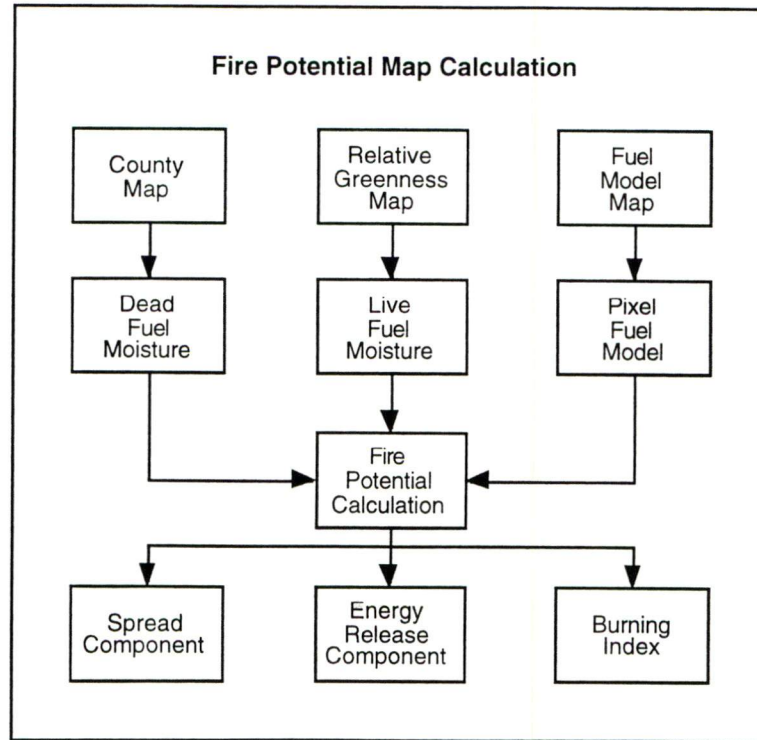 Fire Potential Map Calculation
County
Map
Relative
Greenness
Map
Fuel
Model
Map
Dead
Fuel
Moisture
Live
Fuel
Moisture
Pixel
Fuel
Model
Fire
Potential
Calculation
Spread
Component
Energy
Release
Component
Burning
Index